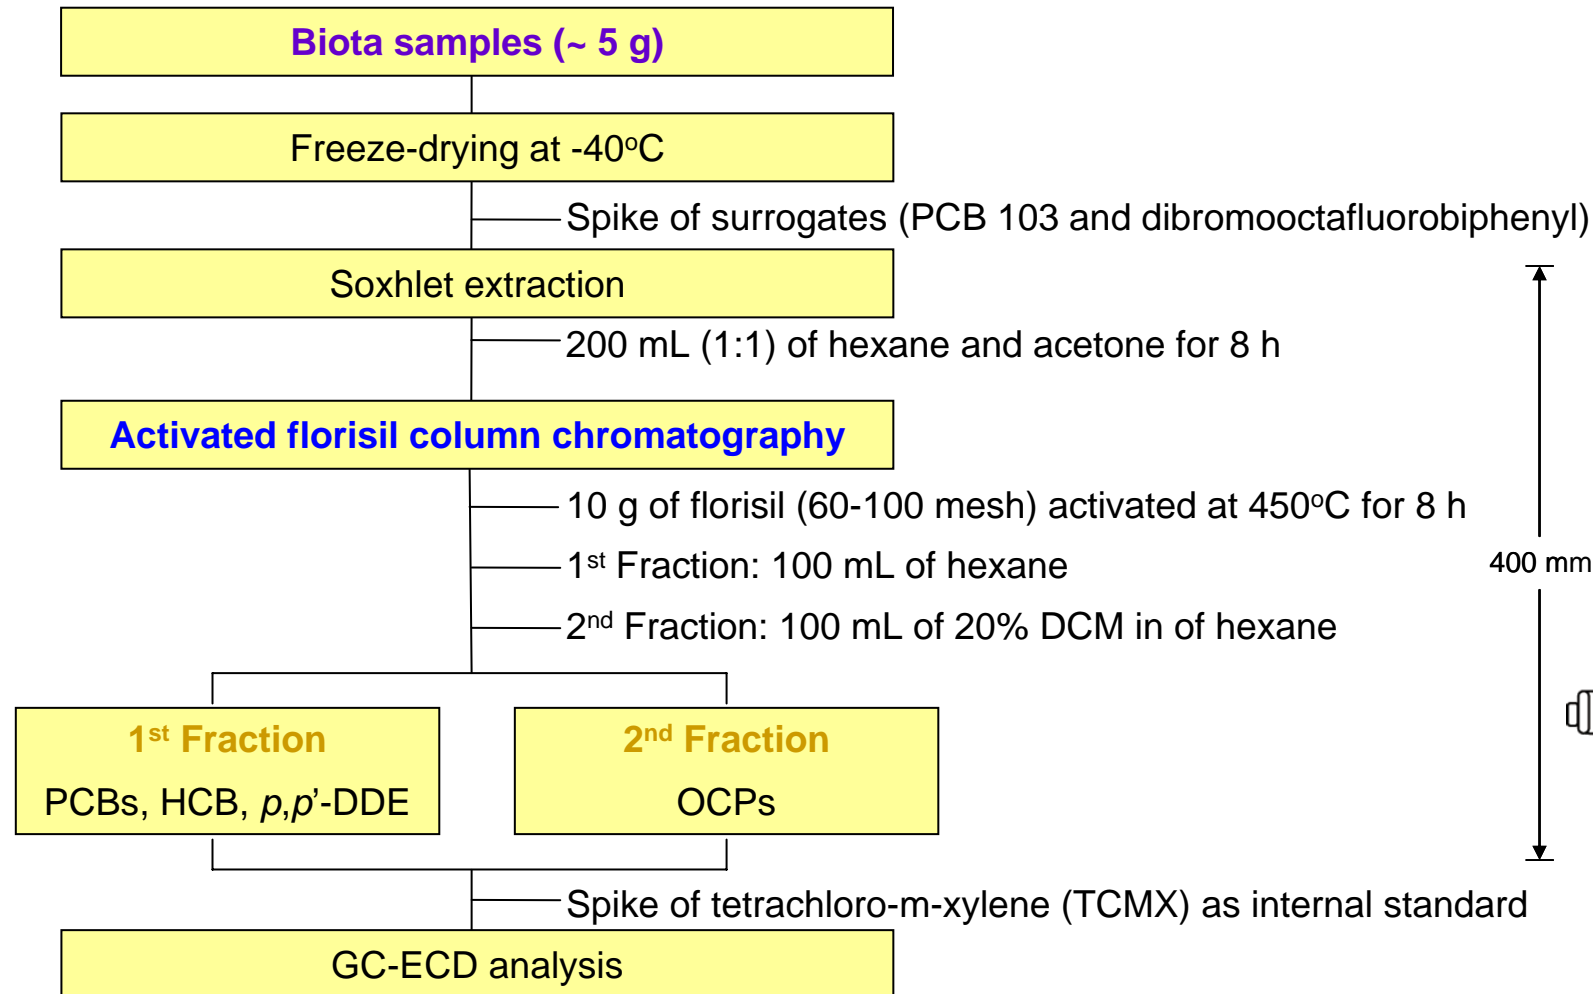 Biota samples (~ 5 g)
Freeze-drying at -40°C
Spike of surrogates (PCB 103 and dibromooctafluorobiphenyl)
Soxhlet extraction
200 mL (1:1) of hexane and acetone for 8 h
Activated florisil column chromatography
10 g of florisil (60-100 mesh) activated at 450°C for 8 h
1st Fraction: 100 mL of hexane
400 mm
2nd Fraction: 100 mL of 20% DCM in of hexane
1st Fraction
PCBs, HCB, p,p’-DDE
2nd Fraction
OCPs
Spike of tetrachloro-m-xylene (TCMX) as internal standard
GC-ECD analysis